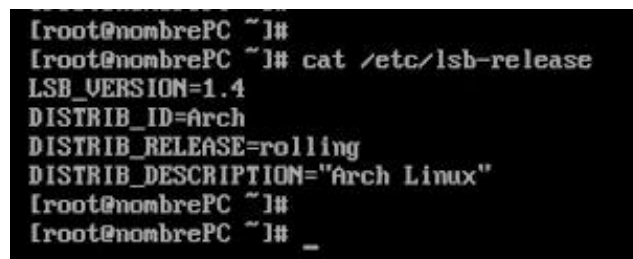 [root@nombrePC ~]#
[root@nombrePC ~]# cat /etc/lsb-release
LSB_VERSION=1.4
DISTRIB_ID=Arch
DISTRIB_RELEASE=rolling
DISTRIB_DESCRIPTION="Arch Linux"
[root@nombrePC ~]#
[root@nombrePC ~]# _